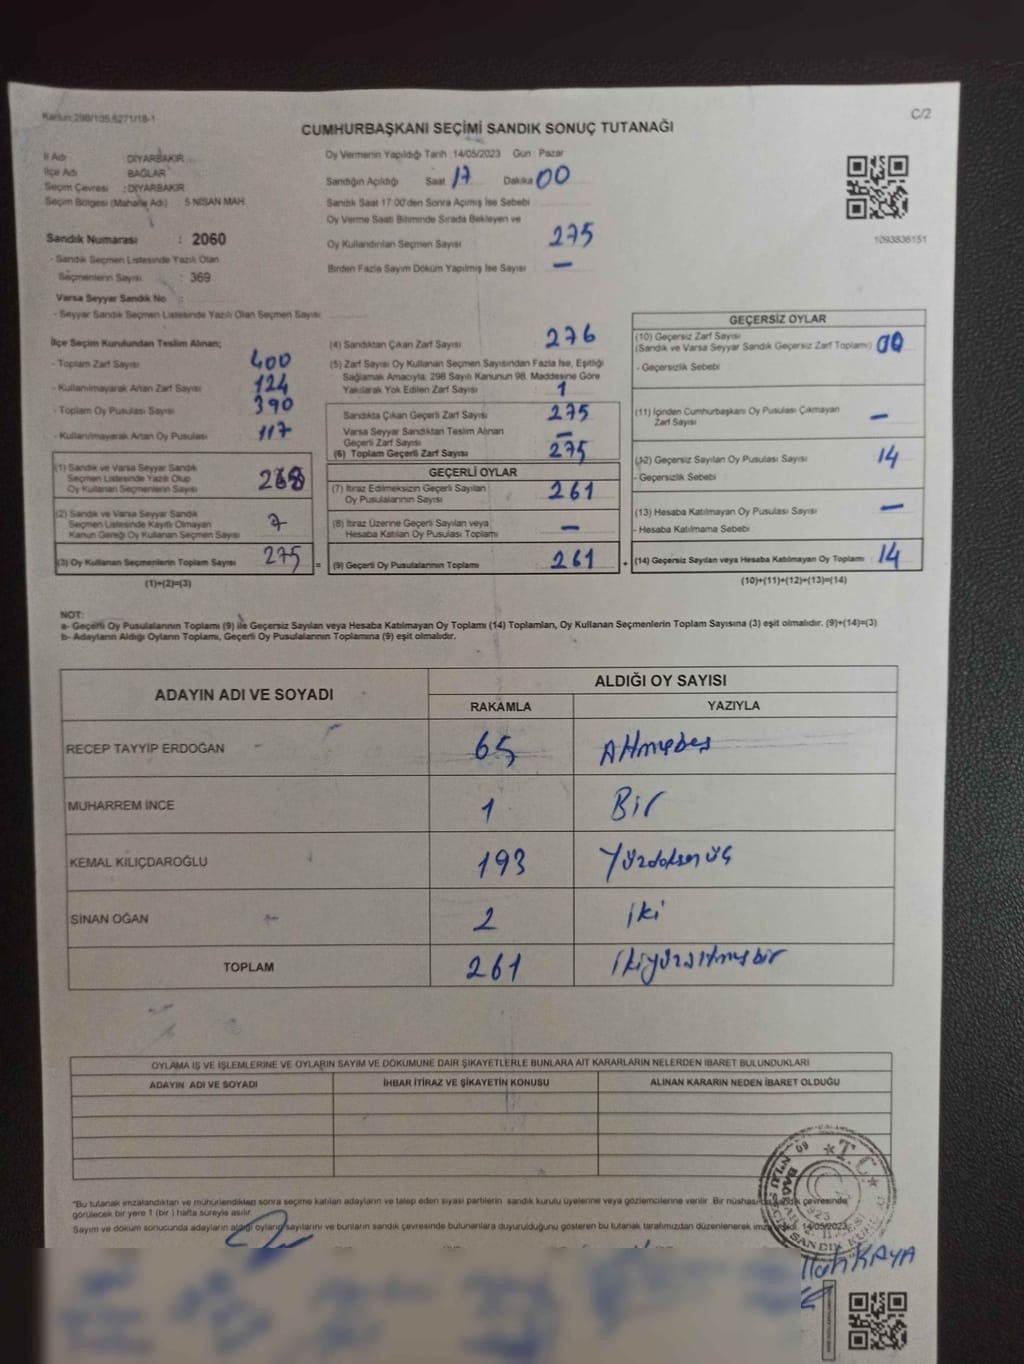 Kanun:298/105,6271/18-1
C/2
CUMHURBAŞKANI SEÇİMİ SANDIK SONUÇ TUTANAĞI
İl Adı : DİYARBAKIR
İlçe Adı BAĞLAR
Seçim Çevresi : DİYARBAKIR
Seçim Bölgesi (Mahalle Adı) 5 NİSAN MAH.
Sandık Numarası : 2060
- Sandık Seçmen Listesinde Yazılı Olan
Seçmenlerin Sayısı : 369
Varsa Seyyar Sandık No :
- Seyyar Sandık Seçmen Listesinde Yazılı Olan Seçmen Sayısı
Oy Vermenin Yapıldığı Tarih 14/05/2023 Gün Pazar
Sandığın Açıldığı Saat 17 Dakika 00
Sandık Saat 17.00'den Sonra Açılmış İse Sebebi
Oy Verme Saati Bitiminde Sırada Bekleyen ve
Oy Kullandırılan Seçmen Sayısı 275
Birden Fazla Sayım Döküm Yapılmış İse Sayısı —
1093836151
İlçe Seçim Kurulundan Teslim Alınan;
- Toplam Zarf Sayısı 400
- Kullanılmayarak Artan Zarf Sayısı 124
- Toplam Oy Pusulası Sayısı 390
- Kullanılmayarak Artan Oy Pusulası 117
(1) Sandık ve Varsa Seyyar Sandık
Seçmen Listesinde Yazılı Olup
Oy Kullanan Seçmenlerin Sayısı 268
(2) Sandık ve Varsa Seyyar Sandık
Seçmen Listesinde Kayıtlı Olmayan
Kanun Gereği Oy Kullanan Seçmen Sayısı 7
(3) Oy Kullanan Seçmenlerin Toplam Sayısı 275 =
(1)+(2)=(3)
(4) Sandıktan Çıkan Zarf Sayısı 276
(5) Zarf Sayısı Oy Kullanan Seçmen Sayısından Fazla İse, Eşitliği
Sağlamak Amacıyla; 298 Sayılı Kanunun 98. Maddesine Göre
Yakılarak Yok Edilen Zarf Sayısı 1
Sandıkta Çıkan Geçerli Zarf Sayısı 275
Varsa Seyyar Sandıktan Teslim Alınan
Geçerli Zarf Sayısı —
(6) Toplam Geçerli Zarf Sayısı 275
GEÇERLİ OYLAR
(7) İtiraz Edilmeksizin Geçerli Sayılan
Oy Pusulalarının Sayısı 261
(8) İtiraz Üzerine Geçerli Sayılan veya
Hesaba Katılan Oy Pusulası Toplamı —
(9) Geçerli Oy Pusulalarının Toplamı 261 +
GEÇERSİZ OYLAR
(10) Geçersiz Zarf Sayısı
(Sandık ve Varsa Seyyar Sandık Geçersiz Zarf Toplamı) 00
- Geçersizlik Sebebi
(11) İçinden Cumhurbaşkanı Oy Pusulası Çıkmayan
Zarf Sayısı —
(12) Geçersiz Sayılan Oy Pusulası Sayısı 14
- Geçersizlik Sebebi
(13) Hesaba Katılmayan Oy Pusulası Sayısı —
- Hesaba Katılmama Sebebi
(14) Geçersiz Sayılan veya Hesaba Katılmayan Oy Toplamı 14
(10)+(11)+(12)+(13)=(14)
NOT:
a- Geçerli Oy Pusulalarının Toplamı (9) ile Geçersiz Sayılan veya Hesaba Katılmayan Oy Toplamı (14) Toplamları, Oy Kullanan Seçmenlerin Toplam Sayısına (3) eşit olmalıdır. (9)+(14)=(3)
b- Adayların Aldığı Oyların Toplamı, Geçerli Oy Pusulalarının Toplamına (9) eşit olmalıdır.
ADAYIN ADI VE SOYADI ALDIĞI OY SAYISI
RAKAMLA YAZIYLA
RECEP TAYYİP ERDOĞAN 65 Altmışbeş
MUHARREM İNCE 1 Bir
KEMAL KILIÇDAROĞLU 193 Yüzdoksanüç
SİNAN OĞAN 2 iki
TOPLAM 261 ikiyüzaltmışbir
OYLAMA İŞ VE İŞLEMLERİNE VE OYLARIN SAYIM VE DÖKÜMÜNE DAİR ŞİKAYETLERLE BUNLARA AİT KARARLARIN NELERDEN İBARET BULUNDUKLARI
ADAYIN ADI VE SOYADI İHBAR İTİRAZ VE ŞİKAYETİN KONUSU ALINAN KARARIN NEDEN İBARET OLDUĞU
"Bu tutanak imzalandıktan ve mühürlendikten sonra seçime katılan adayların ve talep eden siyasi partilerin sandık kurulu üyelerine veya gözlemcilerine verilir. Bir nüshası da sandık çevresinde
görülecek bir yere 1 (bir) hafta süreyle asılır.
Sayım ve döküm sonucunda adayların aldığı oyların sayılarını ve bunların sandık çevresinde bulunanlara duyurulduğunu gösteren bu tutanak tarafımızdan düzenlenerek imza 14/05/2023
T.C.
SANDIK KURULU
KAYA